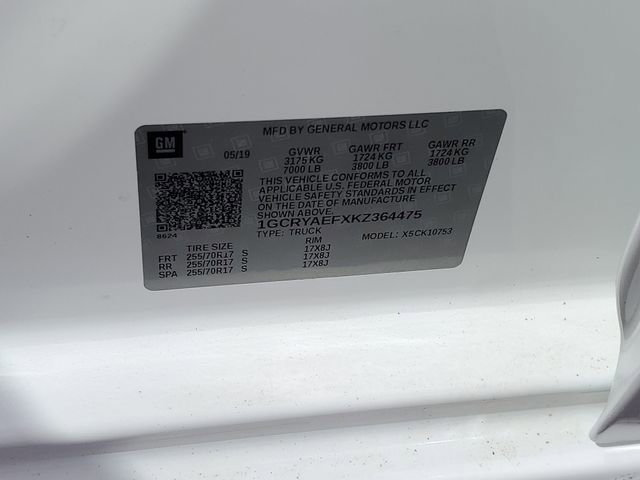 MFD BY GENERAL MOTORS LLC
GM
05/19 GVWR GAWR FRT GAWR RR
3175 KG 1724 KG 1724 KG
7000 LB 3800 LB 3800 LB
THIS VEHICLE CONFORMS TO ALL
APPLICABLE U.S. FEDERAL MOTOR
VEHICLE SAFETY STANDARDS IN EFFECT
ON THE DATE OF MANUFACTURE
SHOWN ABOVE.
1GCRYAEFXKZ364475
TYPE: TRUCK MODEL: X5CK10753
8624
TIRE SIZE RIM
FRT 255/70R17 S 17X8J
RR 255/70R17 S 17X8J
SPA 255/70R17 S 17X8J